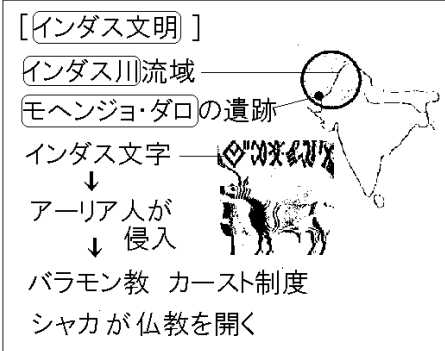 [インダス文明]
インダス川流域
モヘンジョ・ダロの遺跡
インダス文字
↓
アーリア人が
↓ 侵入
バラモン教 カースト制度
シャカが仏教を開く